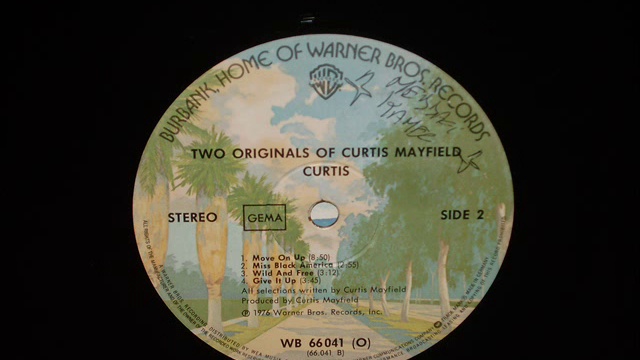 BURBANK, HOME OF WARNER BROS. RECORDS
TWO ORIGINALS OF CURTIS MAYFIELD
CURTIS
STEREO
GEMA
SIDE 2
1. Move On Up (8:50)
2. Miss Black America (2:55)
3. Wild And Free (3:12)
4. Give It Up (3:45)
All selections written by Curtis Mayfield
Produced by Curtis Mayfield
℗ 1976 Warner Bros. Records, Inc.
WB 66 041 (O)
(66.041 B)